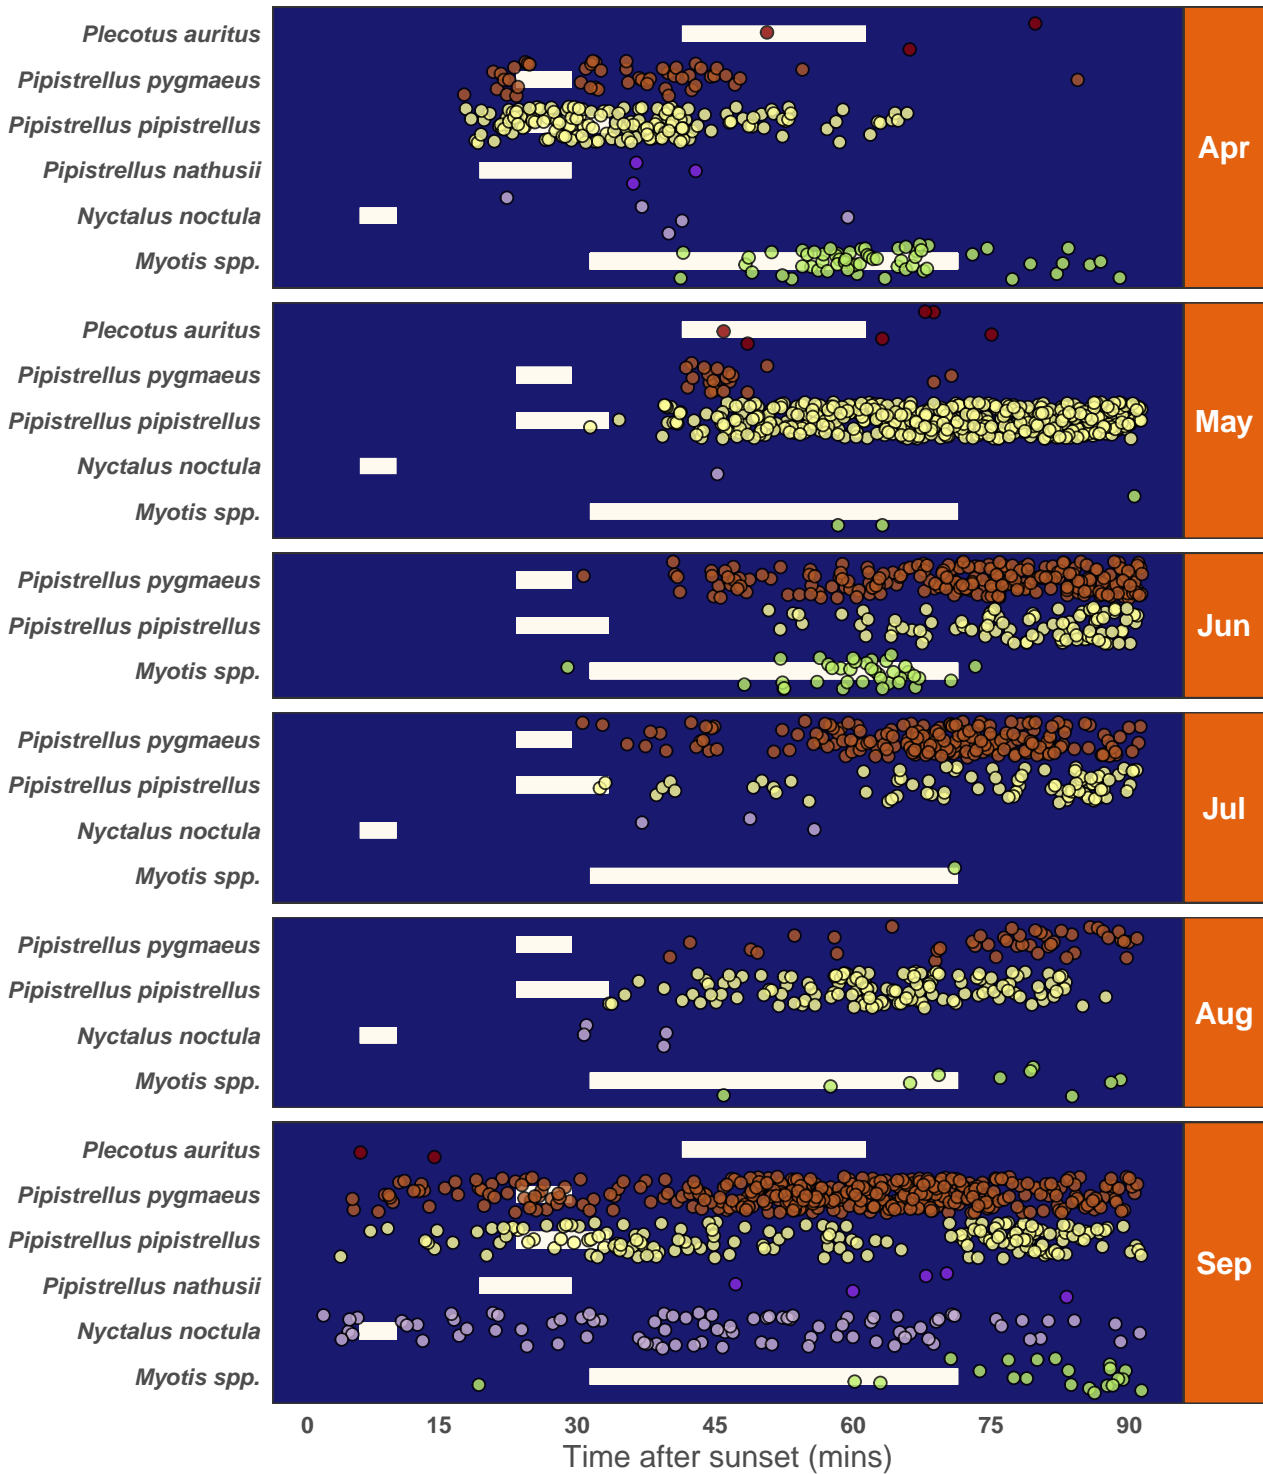 Plecotus auritus
Pipistrellus pygmaeus
Pipistrellus pipistrellus
Pipistrellus nathusii
Nyctalus noctula
Myotis spp.
Apr
Plecotus auritus
Pipistrellus pygmaeus
Pipistrellus pipistrellus
Nyctalus noctula
Myotis spp.
May
Pipistrellus pygmaeus
Pipistrellus pipistrellus
Myotis spp.
Jun
Pipistrellus pygmaeus
Pipistrellus pipistrellus
Nyctalus noctula
Myotis spp.
Jul
Pipistrellus pygmaeus
Pipistrellus pipistrellus
Nyctalus noctula
Myotis spp.
Aug
Plecotus auritus
Pipistrellus pygmaeus
Pipistrellus pipistrellus
Pipistrellus nathusii
Nyctalus noctula
Myotis spp.
Sep
0 15 30 45 60 75 90
Time after sunset (mins)